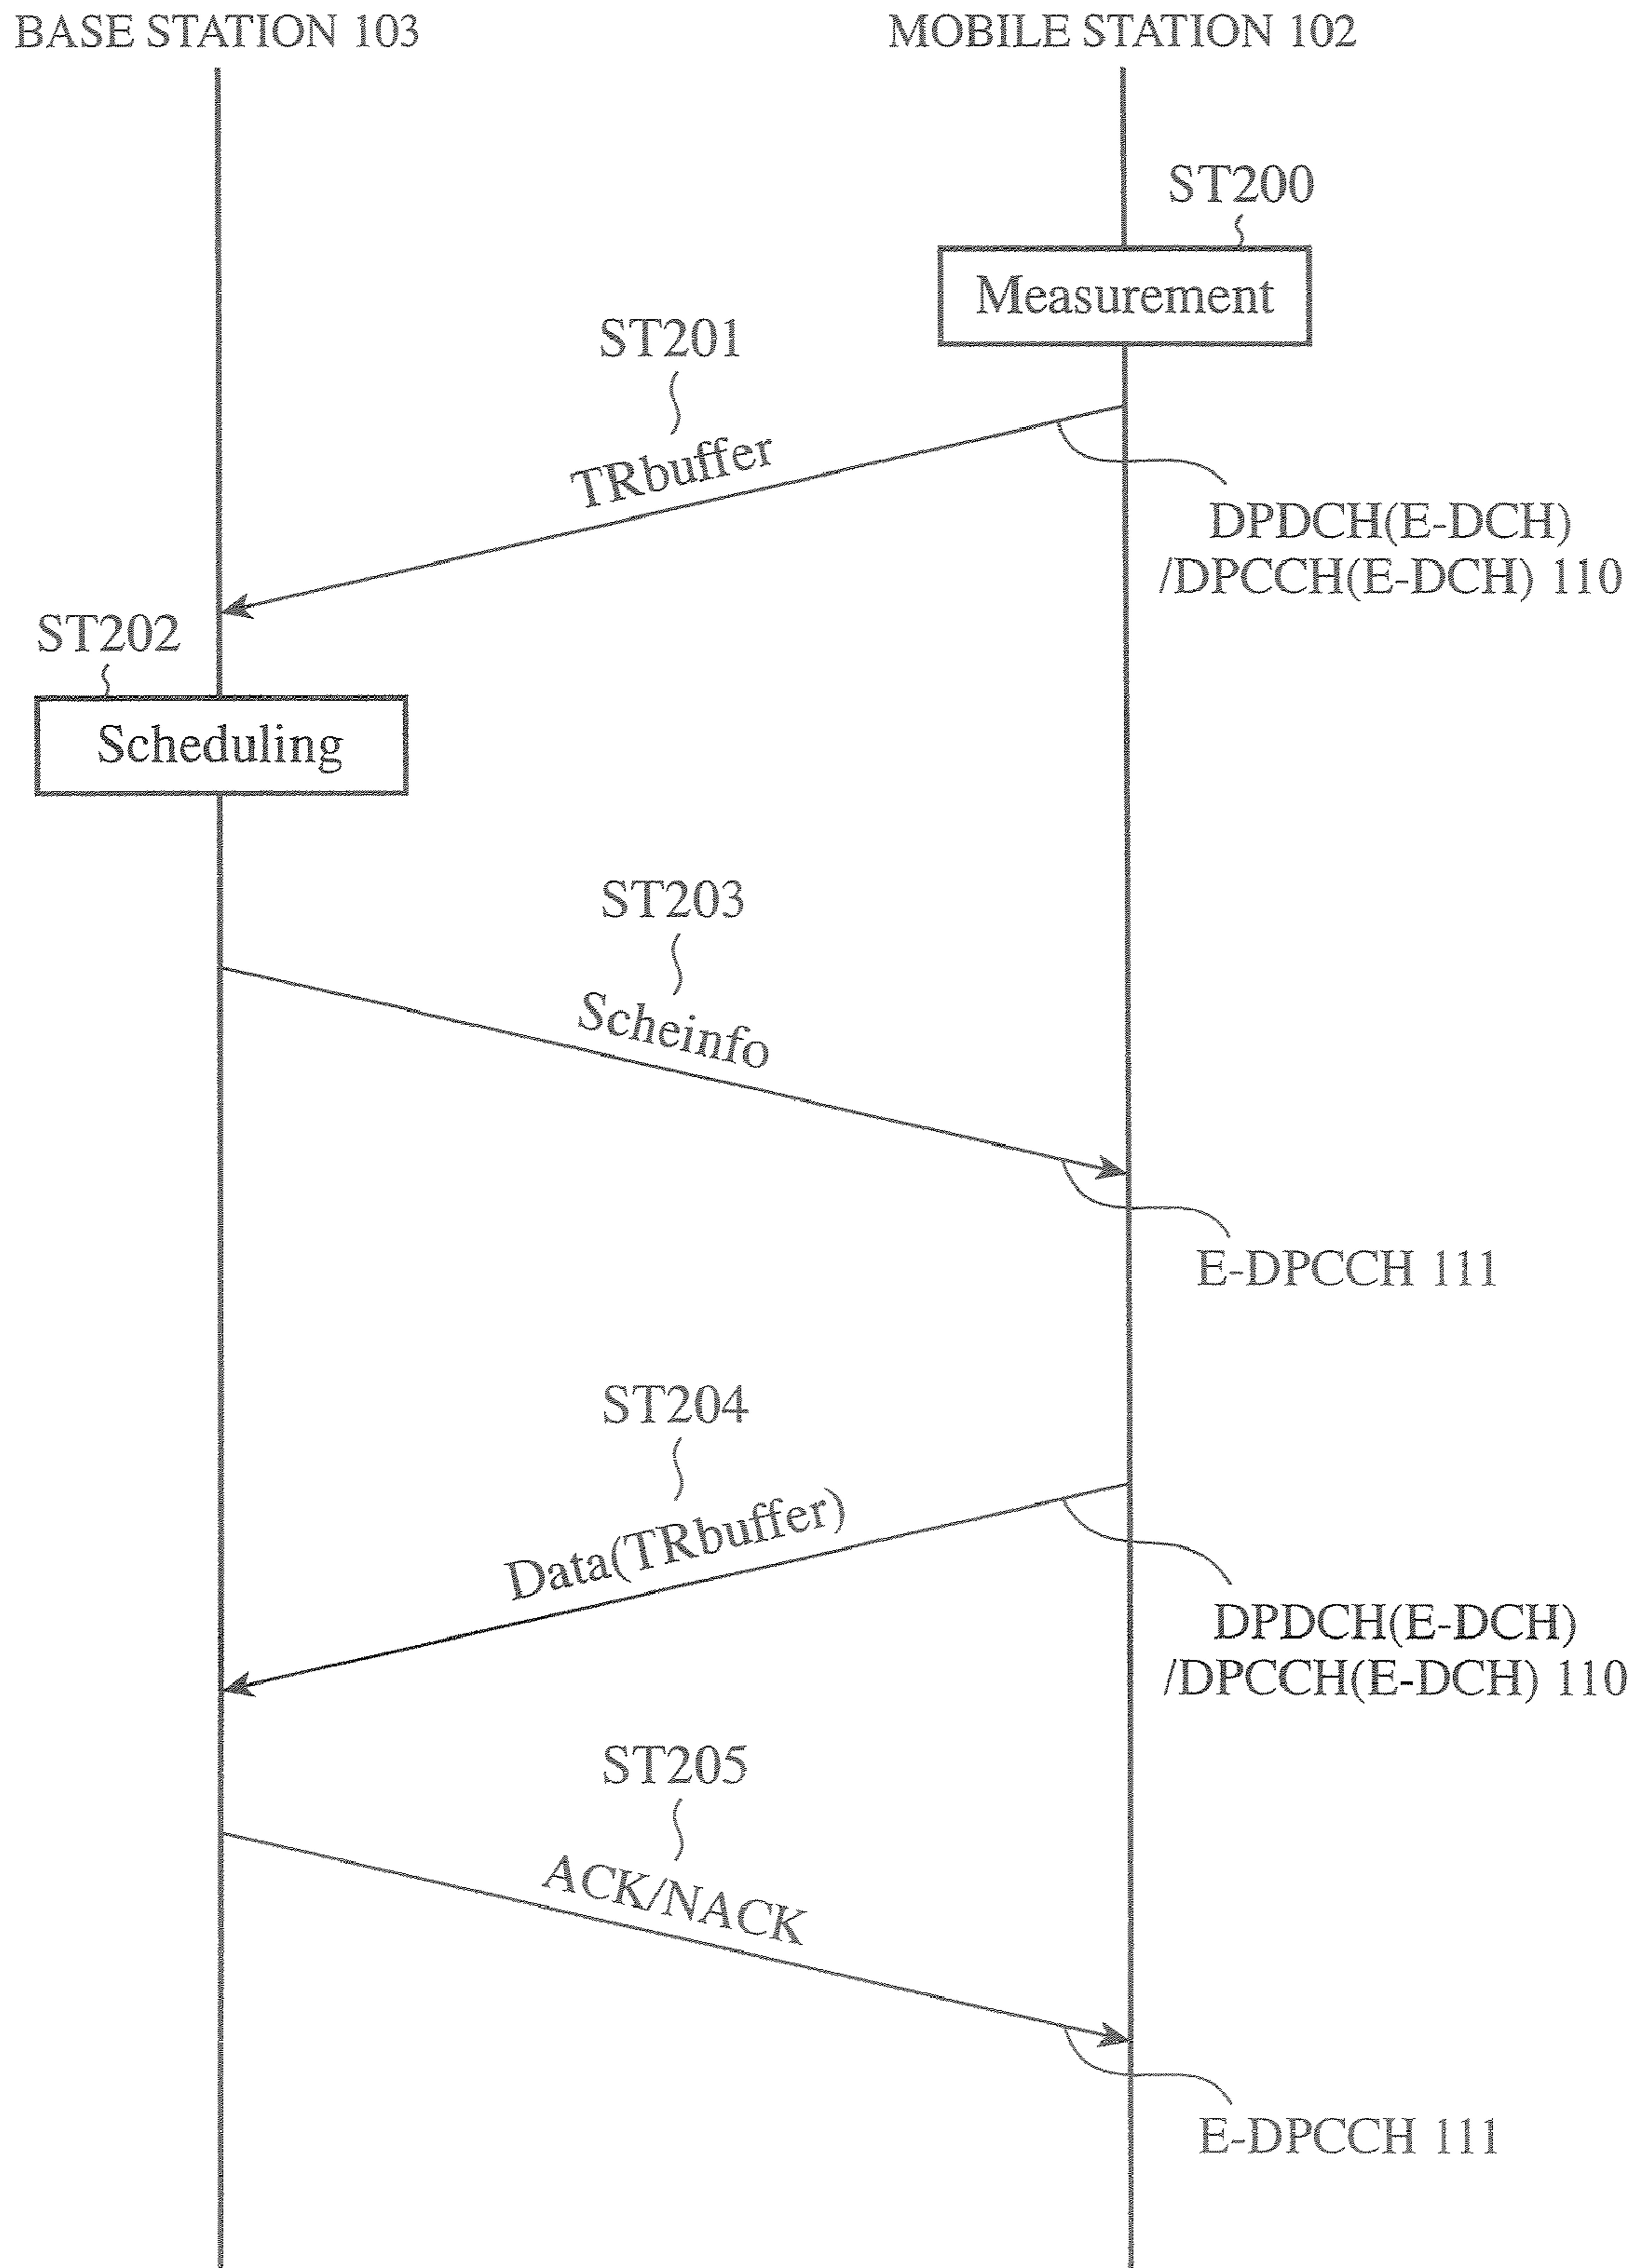 BASE STATION 103
MOBILE STATION 102
ST200
Measurement
ST201
TRbuffer
DPDCH(E-DCH)
/DPCCH(E-DCH) 110
ST202
Scheduling
ST203
Scheinfo
E-DPCCH 111
ST204
Data(TRbuffer)
DPDCH(E-DCH)
/DPCCH(E-DCH) 110
ST205
ACK/NACK
E-DPCCH 111